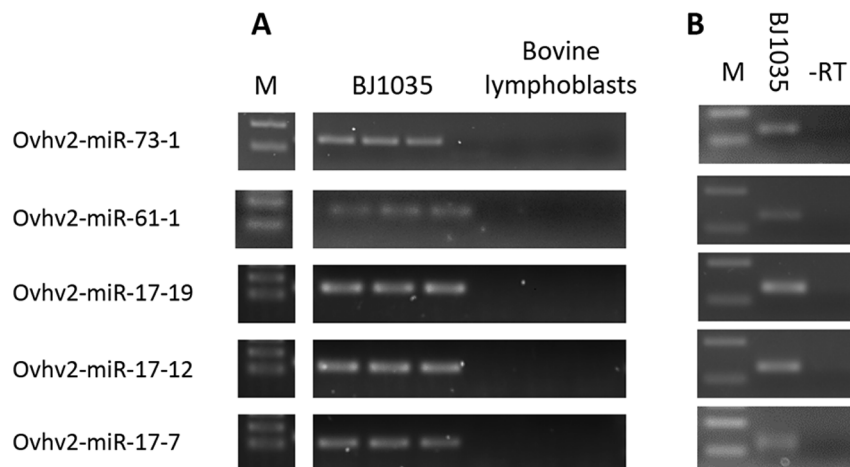 A
B
Bovine
lymphoblasts
M
BJ1035
M
BJ1035
-RT
Ovhv2-miR-73-1
Ovhv2-miR-61-1
Ovhv2-miR-17-19
Ovhv2-miR-17-12
Ovhv2-miR-17-7